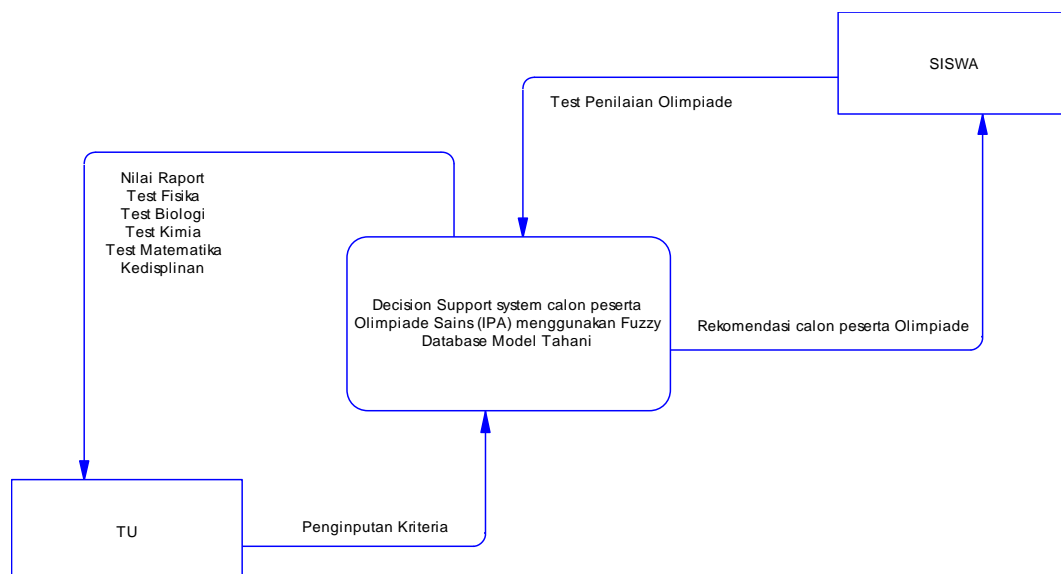 SISWA
Test Penilaian Olimpiade
Nilai Raport
Test Fisika
Test Biologi
Test Kimia
Test Matematika
Kedisplinan
Decision Support system calon peserta
Olimpiade Sains (IPA) menggunakan Fuzzy
Database Model Tahani
Rekomendasi calon peserta Olimpiade
TU
Penginputan Kriteria